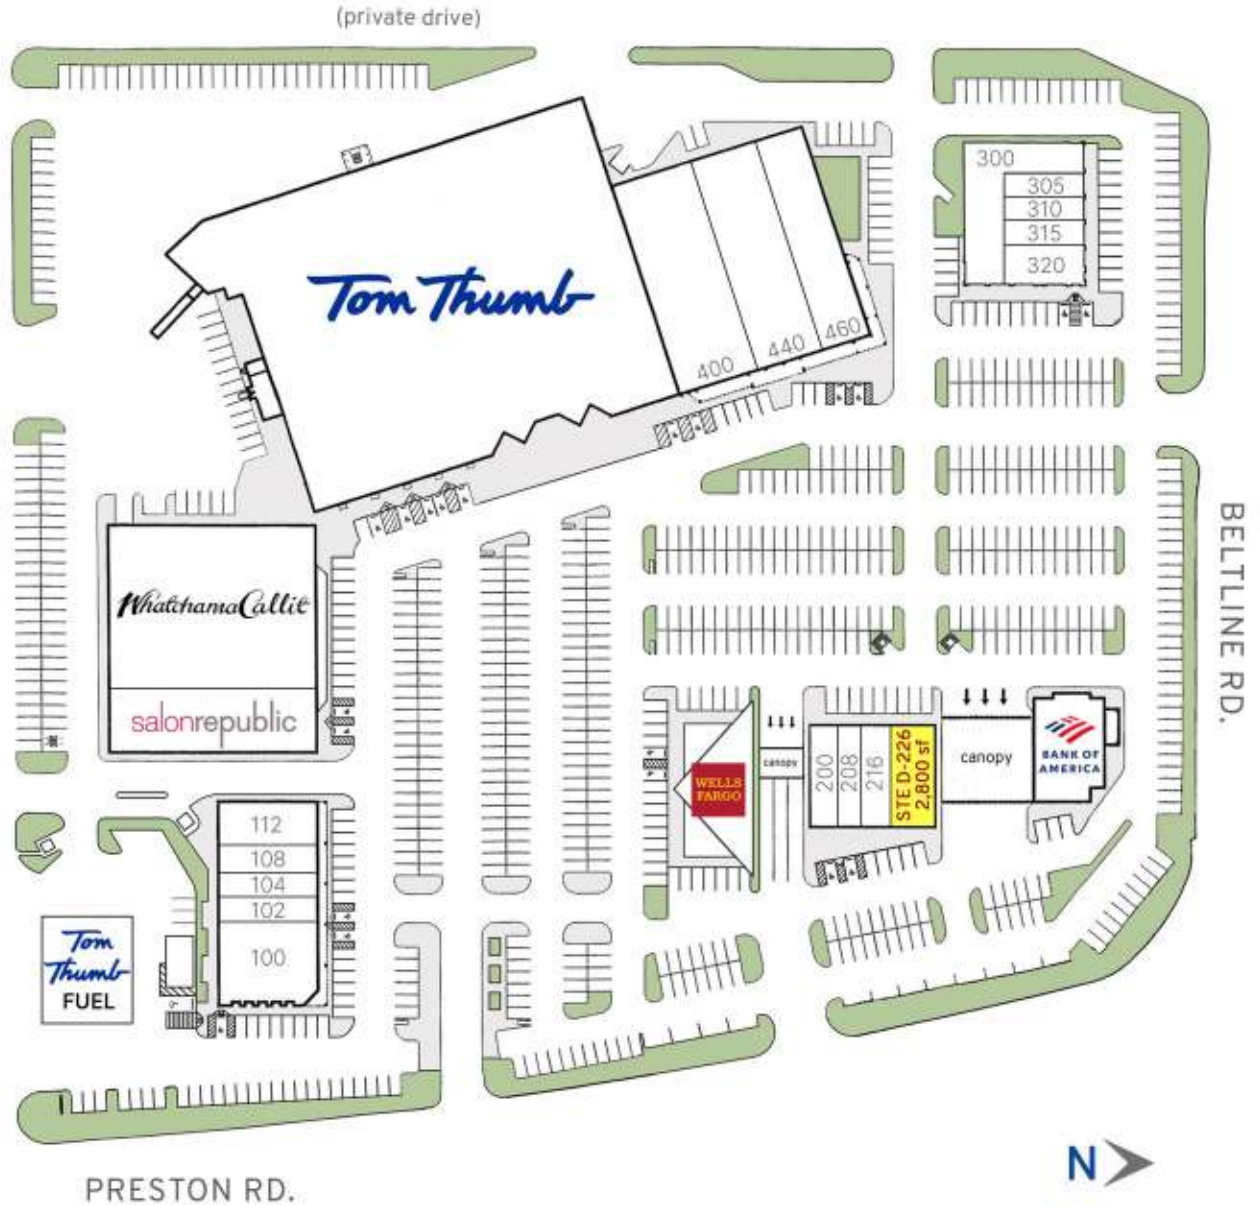 (private drive)
300
305
310
315
320
Tom Thumb
400
440
460
WhatchamaCallit
salonrepublic
BELTLINE RD.
WELLS
FARGO
canopy
200
208
216
STE D-226
2,800 sf
canopy
BANK OF
AMERICA
112
108
104
102
100
Tom
Thumb
FUEL
N
PRESTON RD.